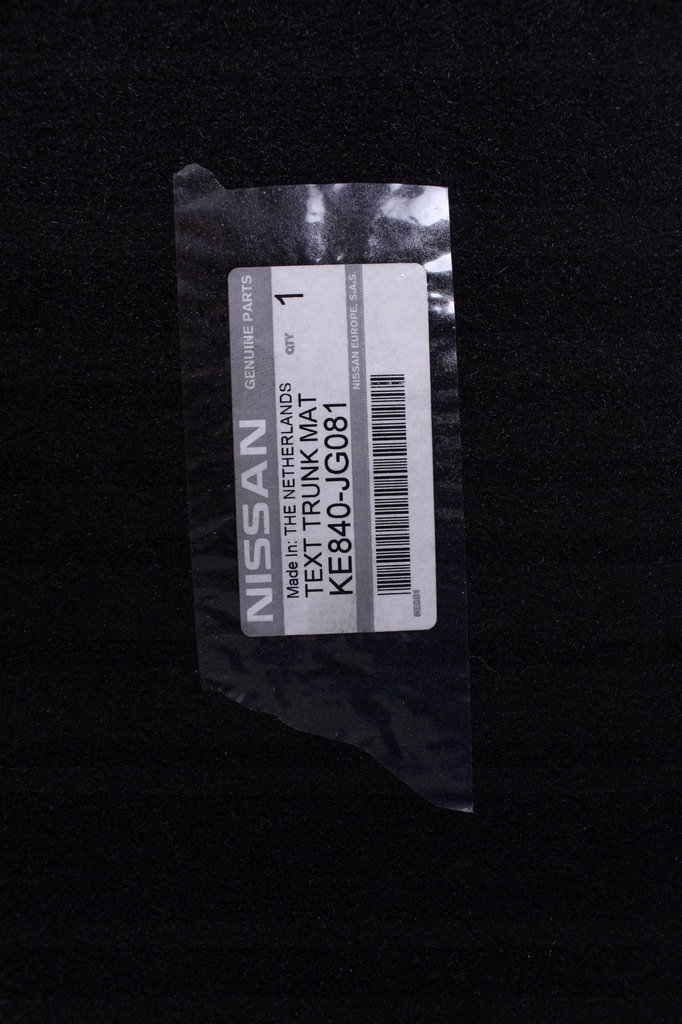 NISSAN GENUINE PARTS
Made In: THE NETHERLANDS QTY 1
TEXT TRUNK MAT
KE840-JG081
NISSAN EUROPE, S.A.S.